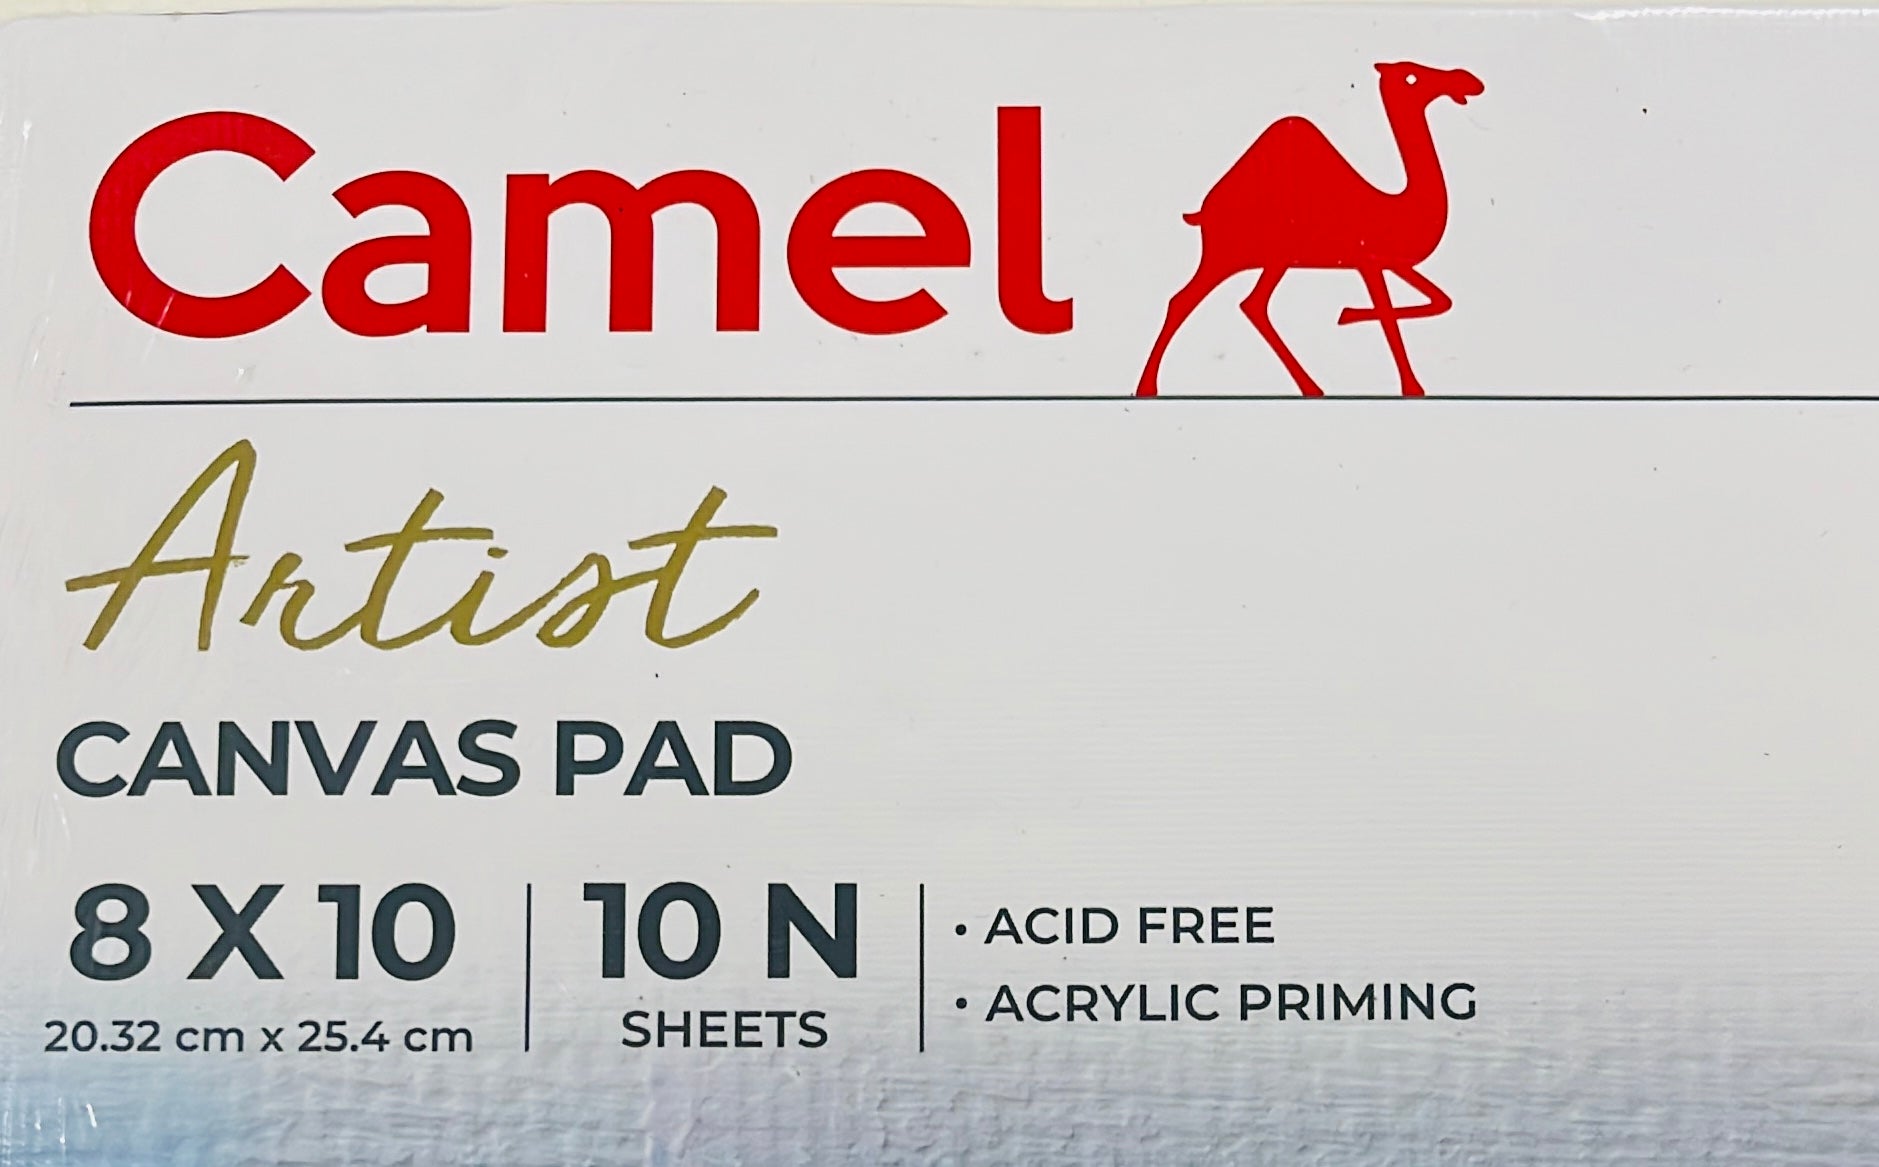 Camel
Artist
CANVAS PAD
8 X 10
20.32 cm x 25.4 cm
10 N
SHEETS
• ACID FREE
• ACRYLIC PRIMING